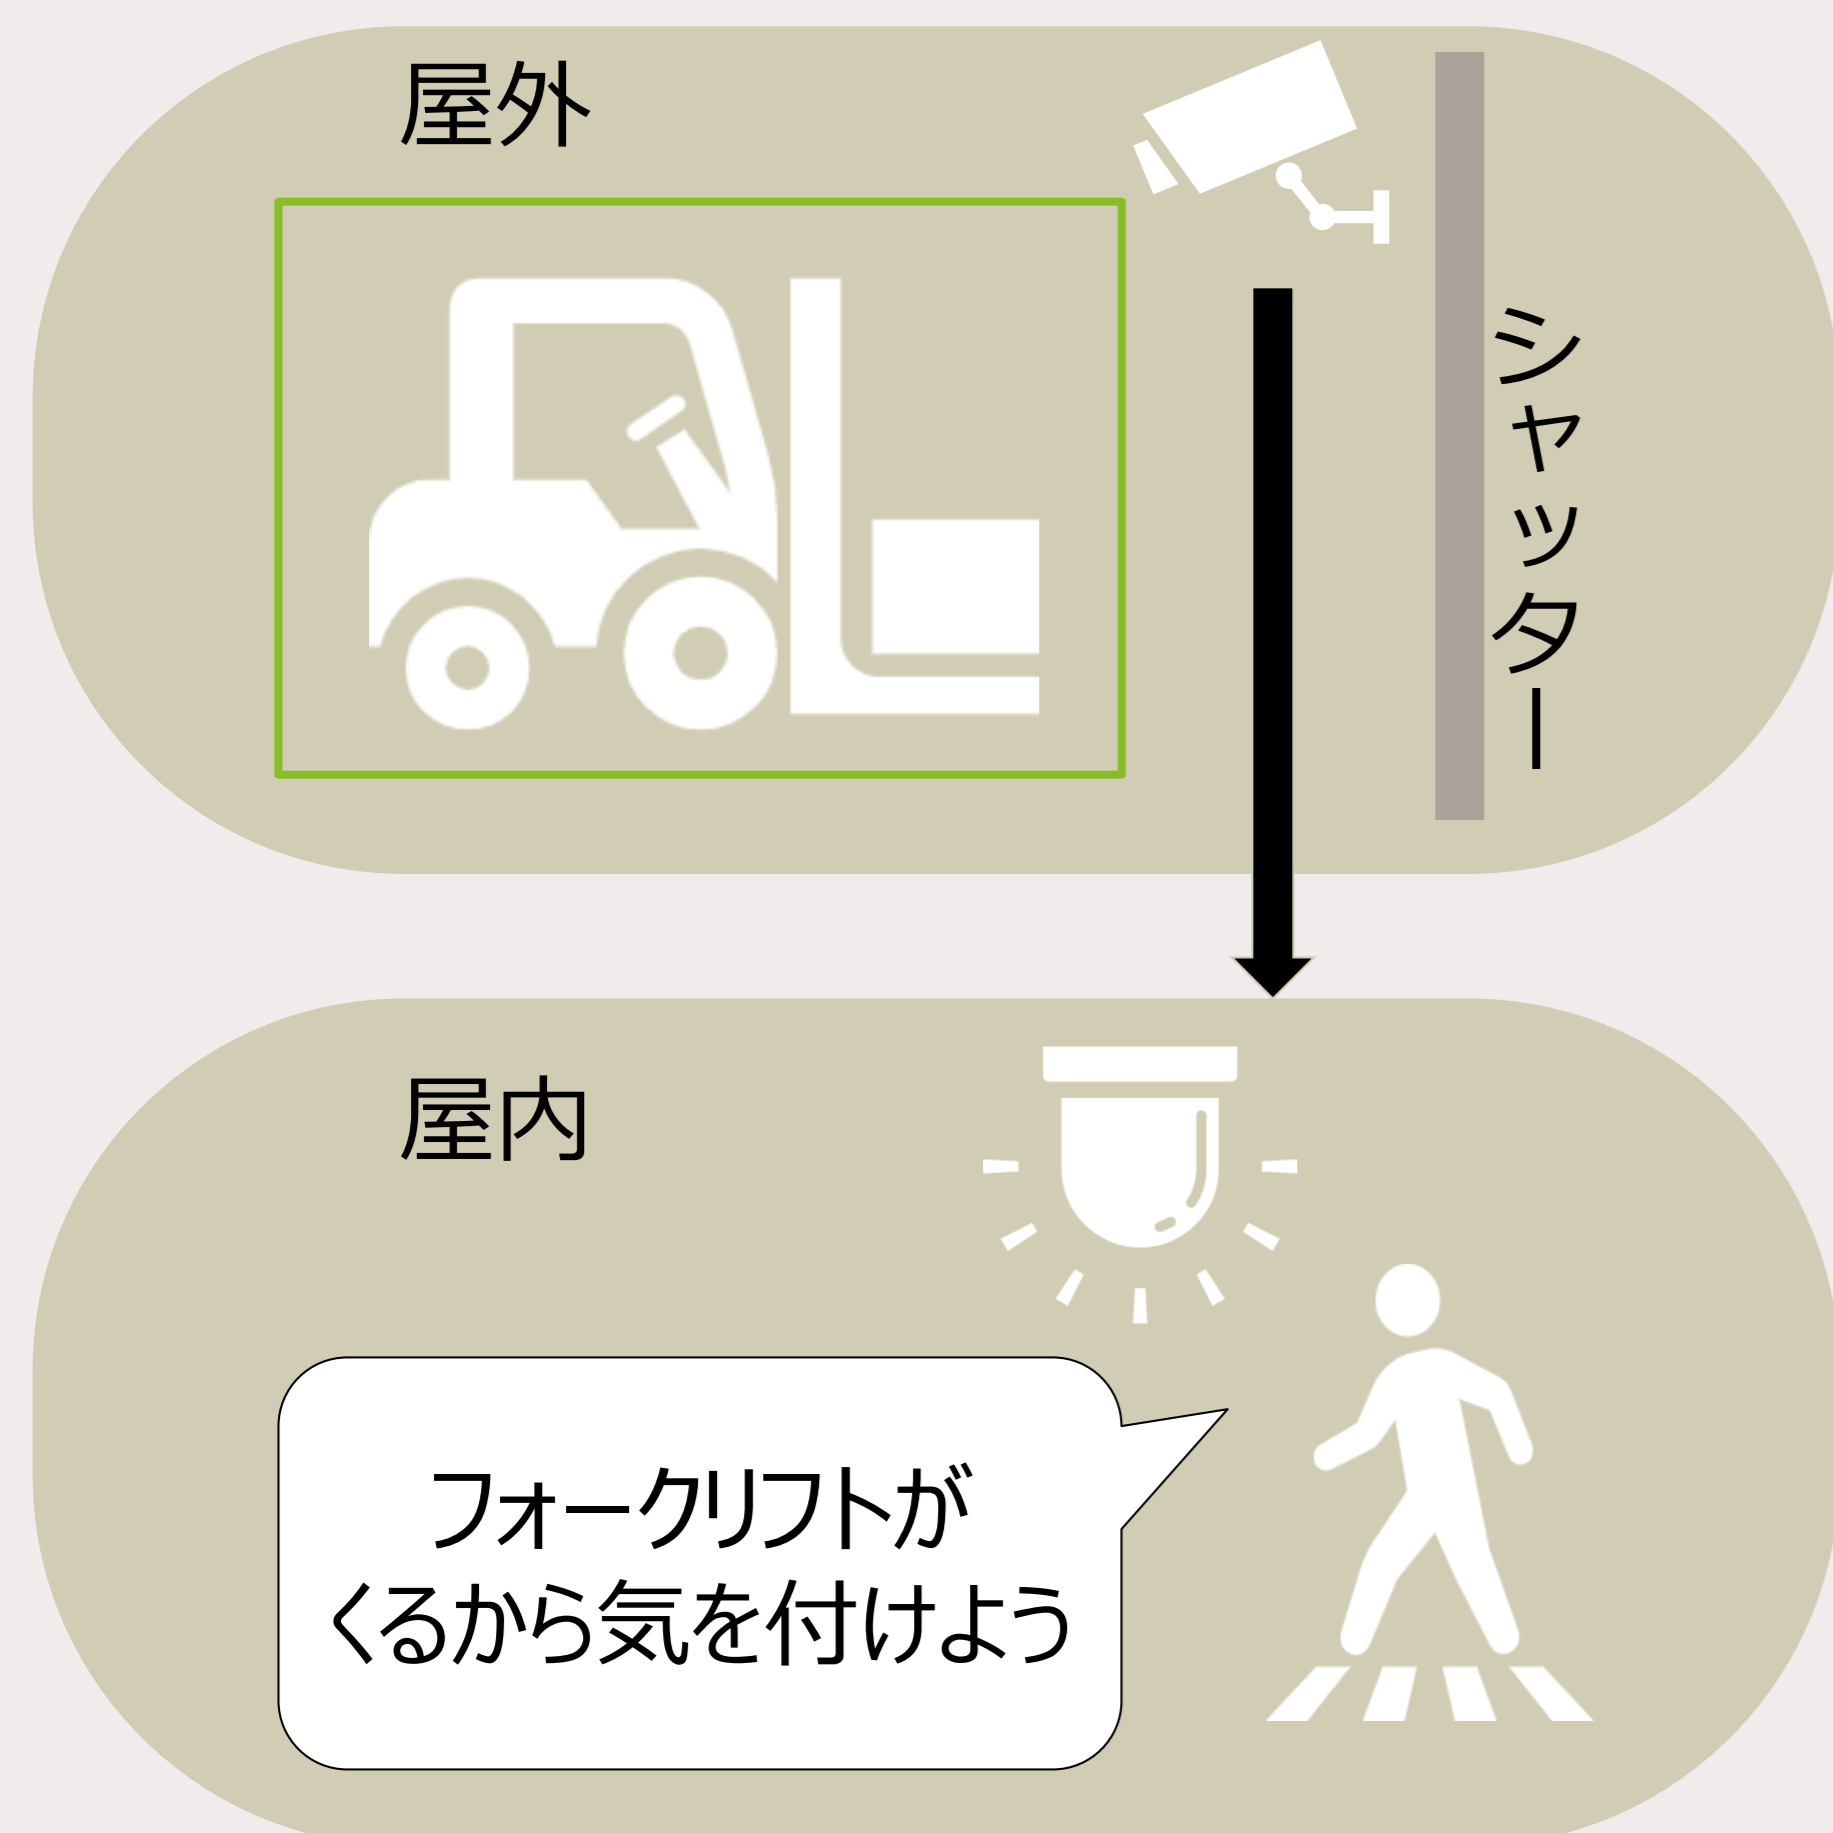 屋外
シャッター
屋内
フォークリフトが
くるから気を付けよう